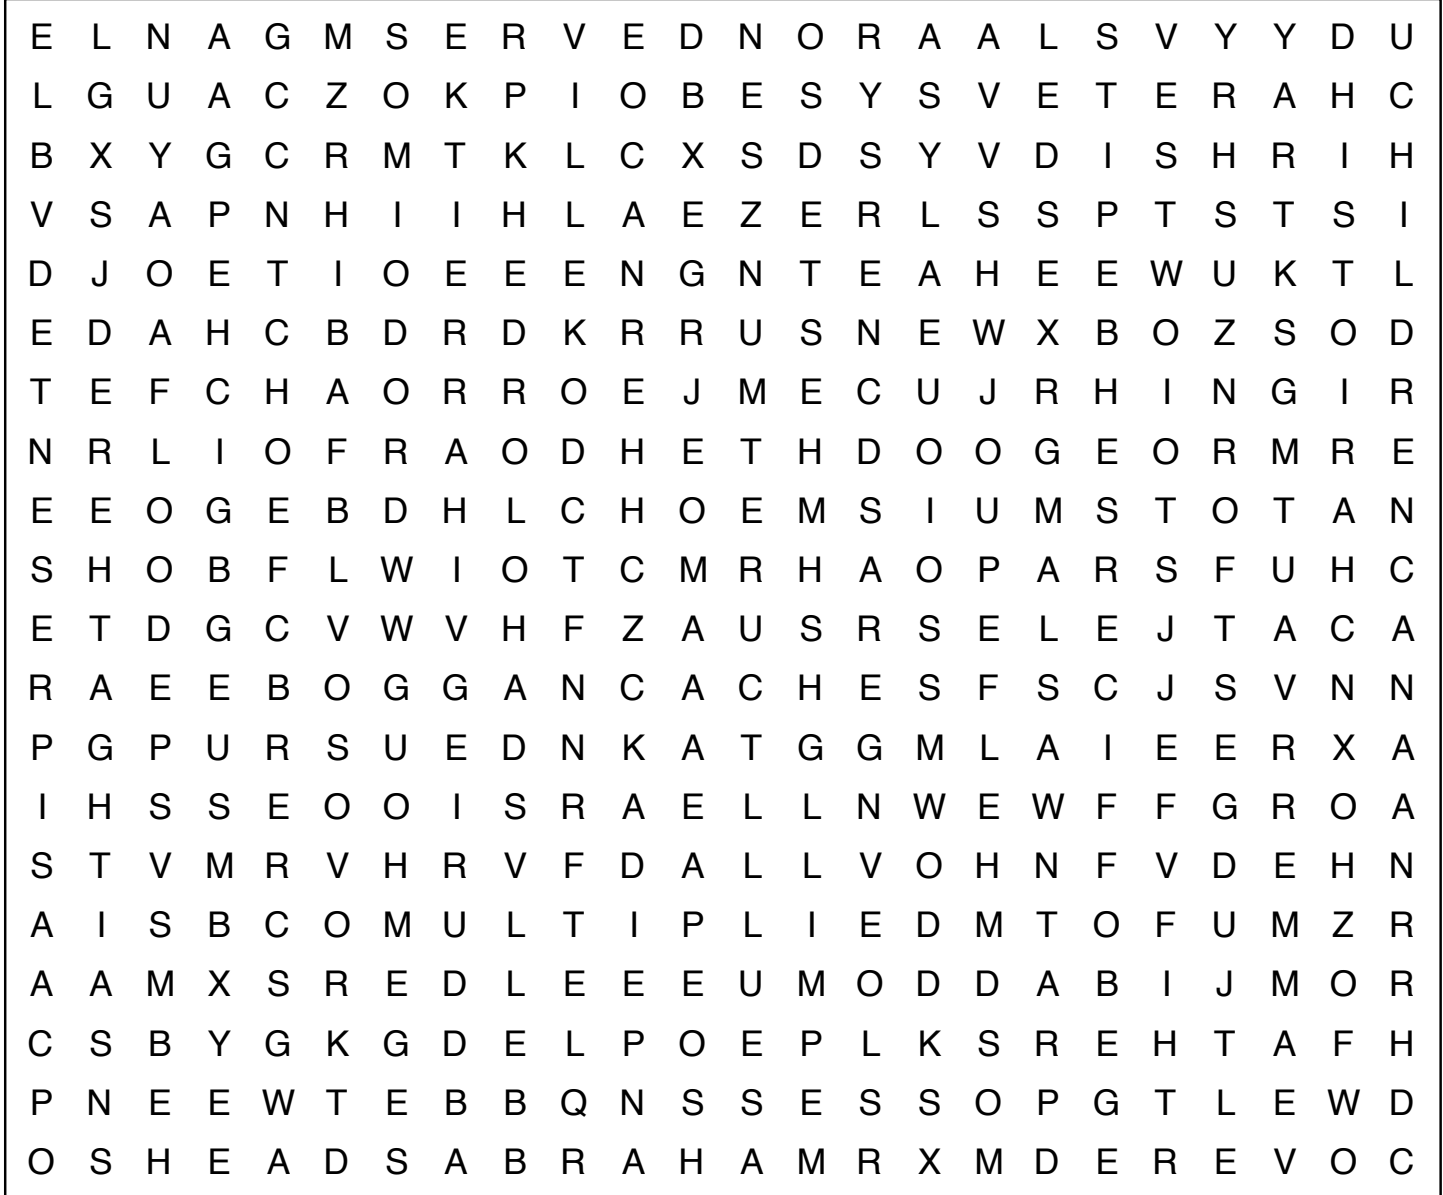 E L N A G M S E R V E D N O R A A L S V Y Y D U
L G U A C Z O K P I O B E S Y S V E T E R A H C
B X Y G C R M T K L C X S D S Y V D I S H R I H
V S A P N H I I H L A E Z E R L S S P T S T S I
D J O E T I O E E E N G N T E A H E E W U K T L
E D A H C B D R D K R R U S N E W X B O Z S O D
T E F C H A O R R O E J M E C U J R H I N G I R
N R L I O F R A O D H E T H D O O G E O R M R E
E E O G E B D H L C H O E M S I U M S T O T A N
S H O B F L W I O T C M R H A O P A R S F U H C
E T D G C V W V H F Z A U S R S E L E J T A C A
R A E E B O G G A N C A C H E S F S C J S V N N
P G P U R S U E D N K A T G G M L A I E E R X A
I H S S E O O I S R A E L L N W E W F F G R O A
S T V M R V H R V F D A L L V O H N F V D E H N
A I S B C O M U L T I P L I E D M T O F U M Z R
A A M X S R E D L E E E U M O D D A B I J M O R
C S B Y G K G D E L P O E P L K S R E H T A F H
P N E E W T E B B Q N S S E S S O P G T L E W D
O S H E A D S A B R A H A M R X M D E R E V O C